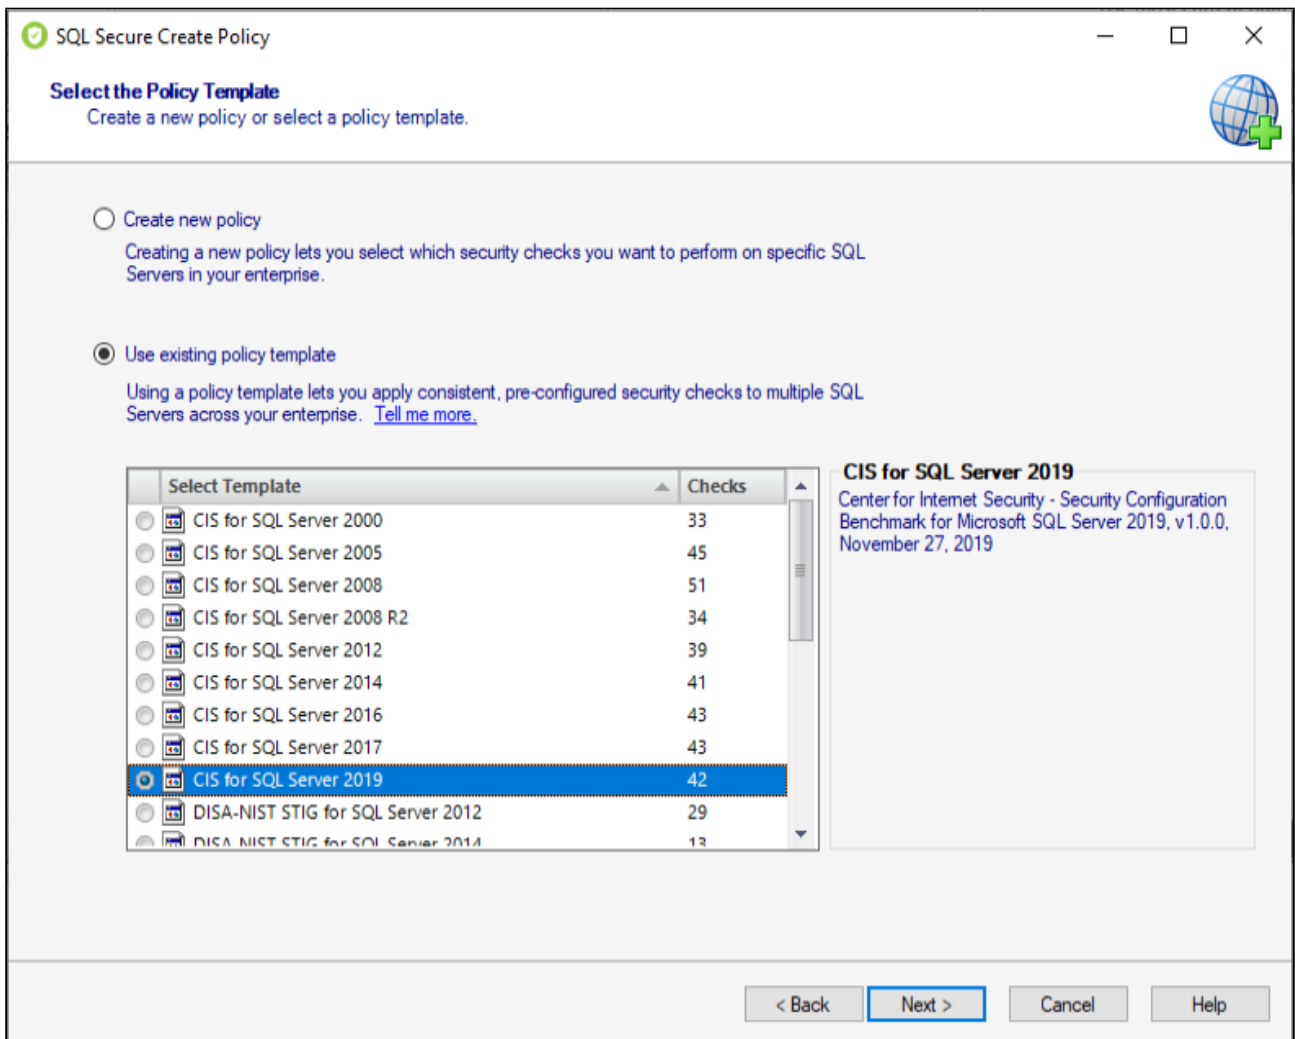 SQL Secure Create Policy
Select the Policy Template
Create a new policy or select a policy template.
Create new policy
Creating a new policy lets you select which security checks you want to perform on specific SQL
Servers in your enterprise.
Use existing policy template
Using a policy template lets you apply consistent, pre-configured security checks to multiple SQL
Servers across your enterprise. Tell me more.
Select Template Checks
CIS for SQL Server 2000 33
CIS for SQL Server 2005 45
CIS for SQL Server 2008 51
CIS for SQL Server 2008 R2 34
CIS for SQL Server 2012 39
CIS for SQL Server 2014 41
CIS for SQL Server 2016 43
CIS for SQL Server 2017 43
CIS for SQL Server 2019 42
DISA-NIST STIG for SQL Server 2012 29
DISA-NIST STIG for SQL Server 2014 13
CIS for SQL Server 2019
Center for Internet Security - Security Configuration
Benchmark for Microsoft SQL Server 2019, v1.0.0,
November 27, 2019
< Back Next > Cancel Help